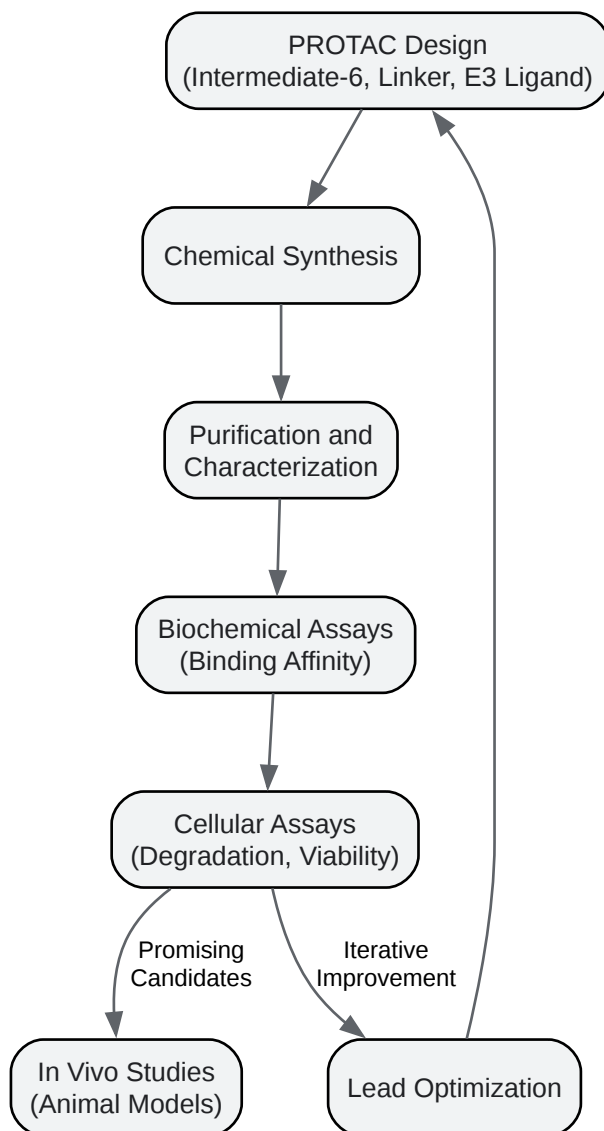 PROTAC Design
(Intermediate-6, Linker, E3 Ligand)
Chemical Synthesis
Purification and
Characterization
Biochemical Assays
(Binding Affinity)
Cellular Assays
(Degradation, Viability)
Promising
Candidates
Iterative
Improvement
In Vivo Studies
(Animal Models)
Lead Optimization